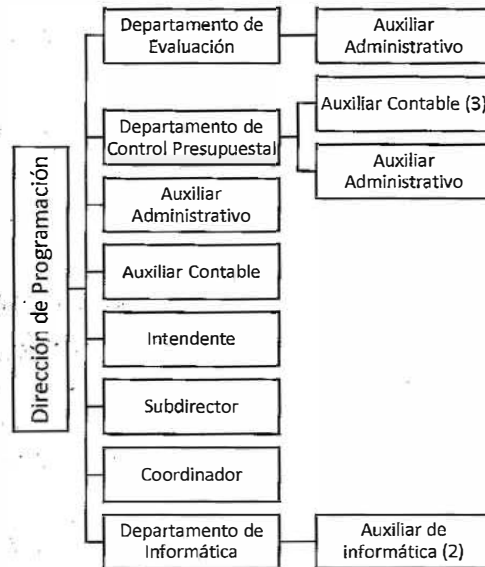 Dirección de Programación
Departamento de
Evaluación
Auxiliar
Administrativo
Departamento de
Control Presupuestal
Auxiliar Contable (3)
Auxiliar
Administrativo
Auxiliar
Administrativo
Auxiliar Contable
Intendente
Subdirector
Coordinador
Departamento de
Informática
Auxiliar de
informática (2)